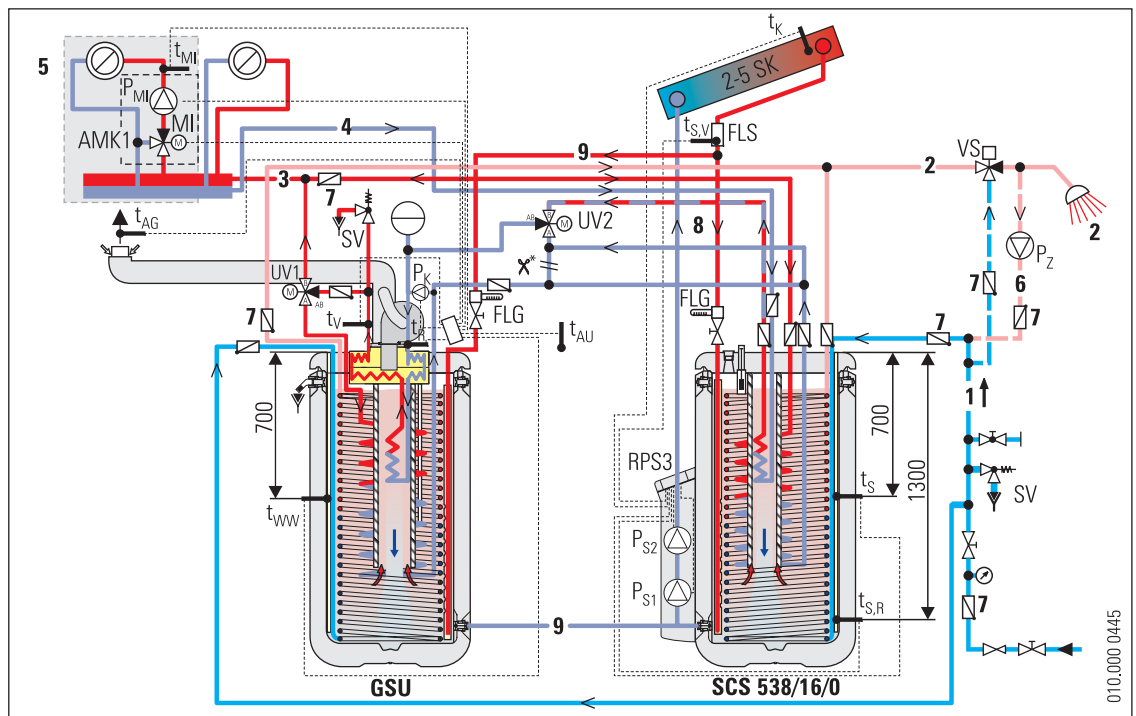 5
t_MI
P_MI
MI
M
AMK1
4
3
7
SV
t_AG
UV1
M
A
B
AB
7
t_V
P_K
t_R
9
FLG
t_AU
AB
B
A
M
UV2
✂*
8
t_K
2-5 SK
t_S,V
FLS
FLG
2
VS
2
P_Z
7
6
7
7
1
SV
7
700
t_WW
RPS3
P_S2
P_S1
700
1300
t_S
t_S,R
9
GSU
SCS 538/16/0
010.000 0445